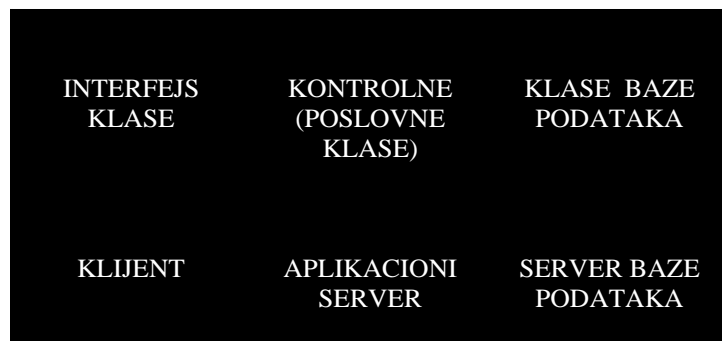 INTERFEJS
KLASE
KONTROLNE
(POSLOVNE
KLASE)
KLASE BAZE
PODATAKA
KLIJENT
APLIKACIONI
SERVER
SERVER BAZE
PODATAKA